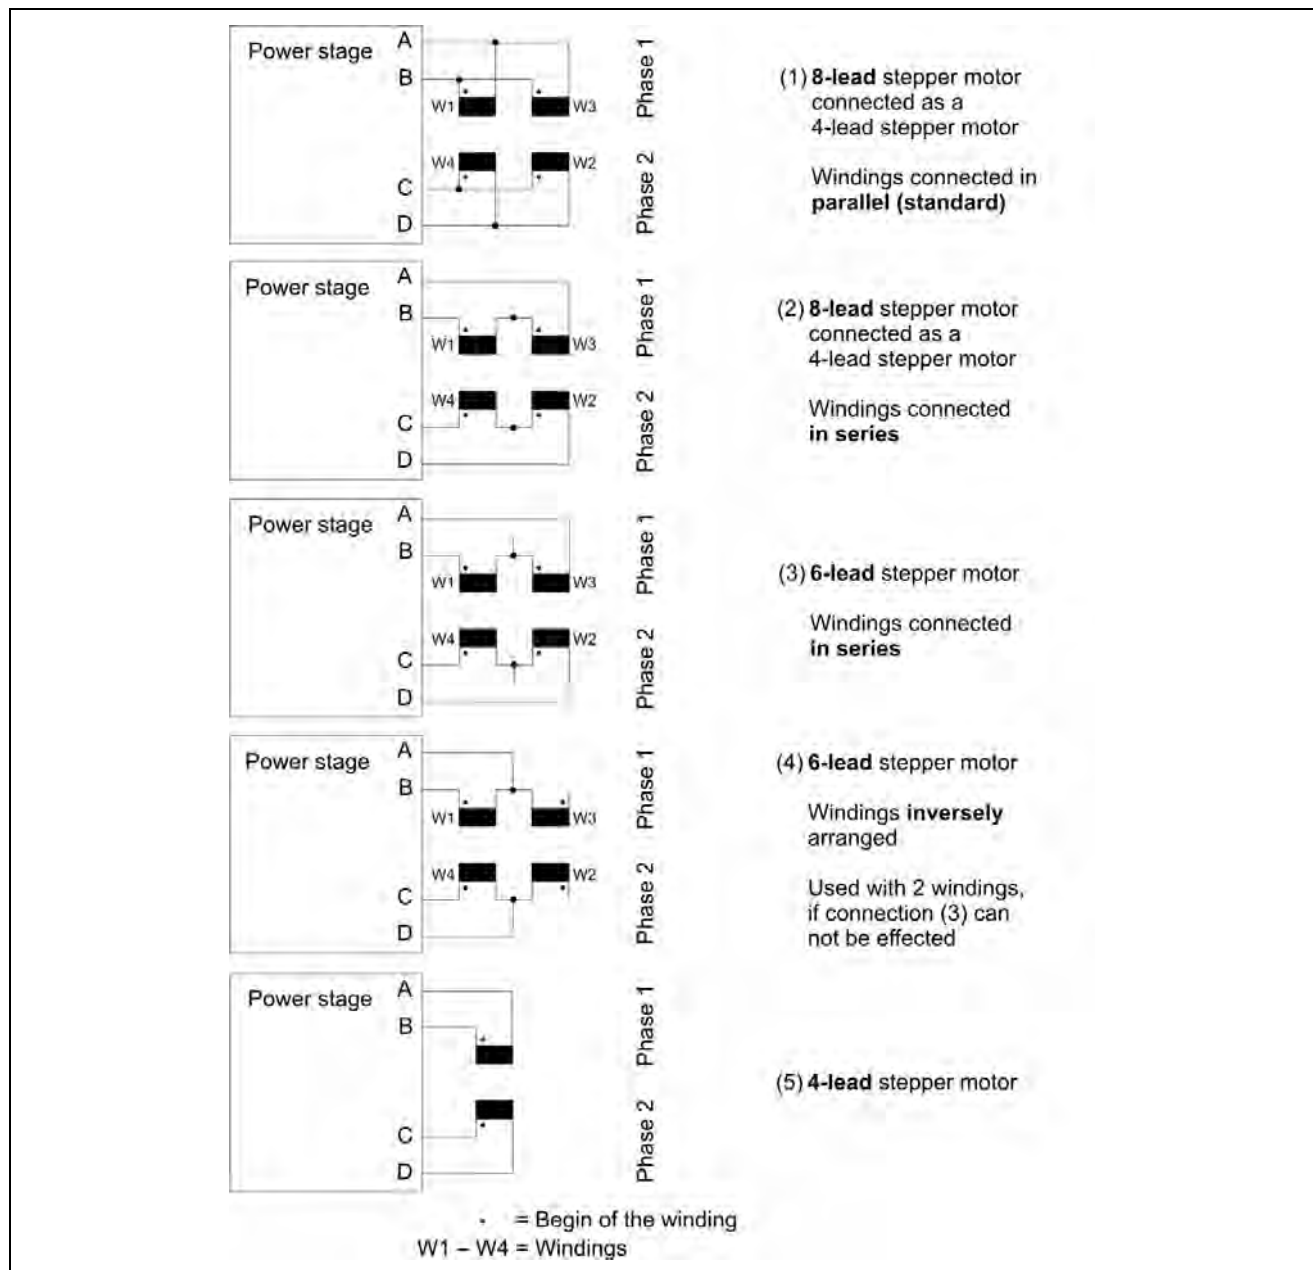 Power stage
A
B
C
D
W1
W3
W4
W2
Phase 1
Phase 2
(1) 8-lead stepper motor
connected as a
4-lead stepper motor
Windings connected in
parallel (standard)
Power stage
A
B
C
D
W1
W3
W4
W2
Phase 1
Phase 2
(2) 8-lead stepper motor
connected as a
4-lead stepper motor
Windings connected
in series
Power stage
A
B
C
D
W1
W3
W4
W2
Phase 1
Phase 2
(3) 6-lead stepper motor
Windings connected
in series
Power stage
A
B
C
D
W1
W3
W4
W2
Phase 1
Phase 2
(4) 6-lead stepper motor
Windings inversely
arranged
Used with 2 windings,
if connection (3) can
not be effected
Power stage
A
B
C
D
Phase 1
Phase 2
(5) 4-lead stepper motor
• = Begin of the winding
W1 – W4 = Windings